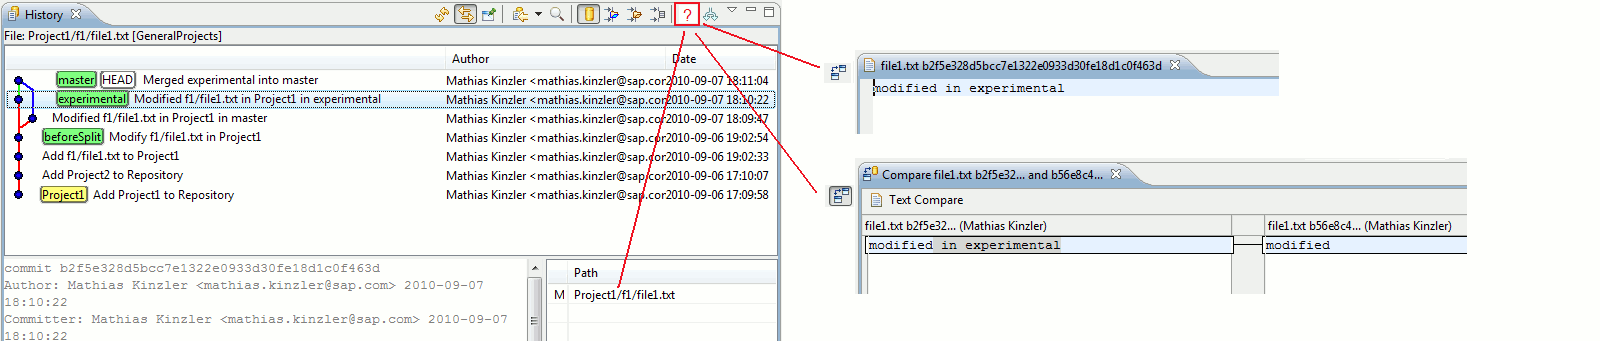 History
?
File: Project1/f1/file1.txt [GeneralProjects]
Author Date
master HEAD Merged experimental into master Mathias Kinzler <mathias.kinzler@sap.cor 2010-09-07 18:11:04
experimental Modified f1/file1.txt in Project1 in experimental Mathias Kinzler <mathias.kinzler@sap.cor 2010-09-07 18:10:22
Modified f1/file1.txt in Project1 in master Mathias Kinzler <mathias.kinzler@sap.cor 2010-09-07 18:09:47
beforeSplit Modify f1/file1.txt in Project1 Mathias Kinzler <mathias.kinzler@sap.cor 2010-09-06 19:02:54
Add f1/file1.txt to Project1 Mathias Kinzler <mathias.kinzler@sap.cor 2010-09-06 19:02:33
Add Project2 to Repository Mathias Kinzler <mathias.kinzler@sap.cor 2010-09-06 17:10:07
Project1 Add Project1 to Repository Mathias Kinzler <mathias.kinzler@sap.cor 2010-09-06 17:09:58
commit b2f5e328d5bcc7e1322e0933d30fe18d1c0f463d
Author: Mathias Kinzler <mathias.kinzler@sap.com> 2010-09-07
18:10:22
Committer: Mathias Kinzler <mathias.kinzler@sap.com> 2010-09-07
18:10:22
Path
M Project1/f1/file1.txt
file1.txt b2f5e328d5bcc7e1322e0933d30fe18d1c0f463d
modified in experimental
Compare file1.txt b2f5e32... and b56e8c4...
Text Compare
file1.txt b2f5e32... (Mathias Kinzler) file1.txt b56e8c4... (Mathias Kinzler)
modified in experimental modified